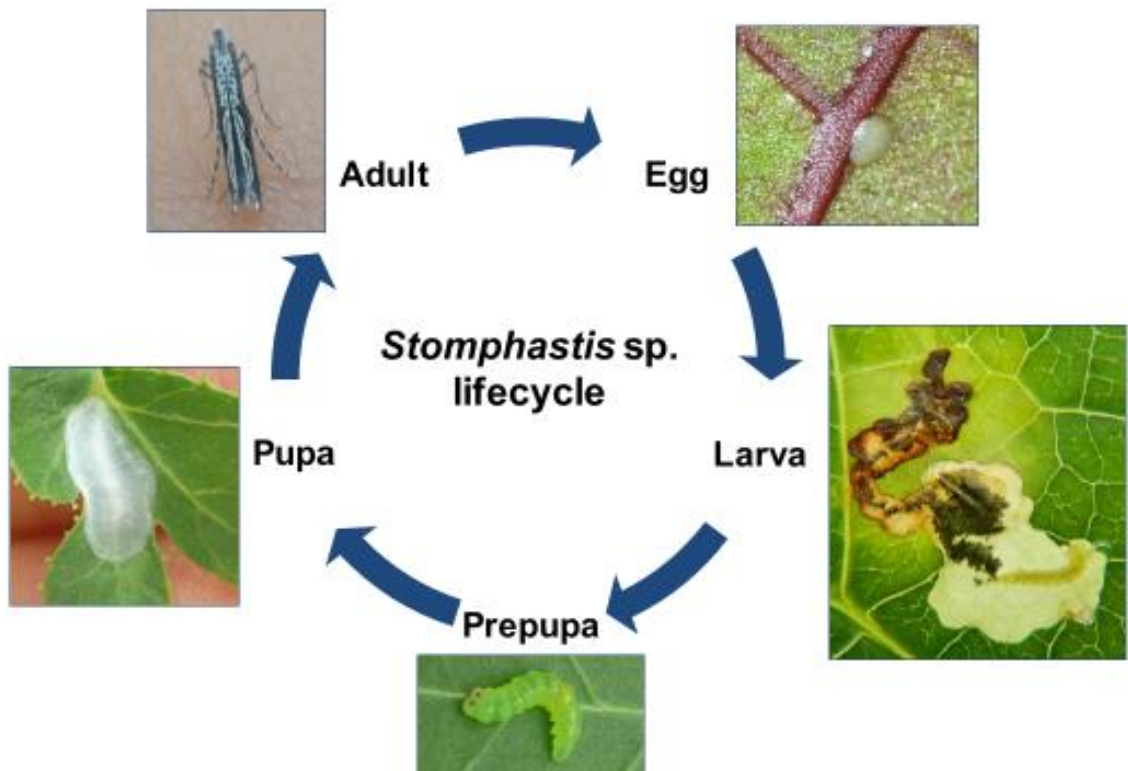 Adult
Egg
Stomphastis sp.
lifecycle
Pupa
Larva
Prepupa